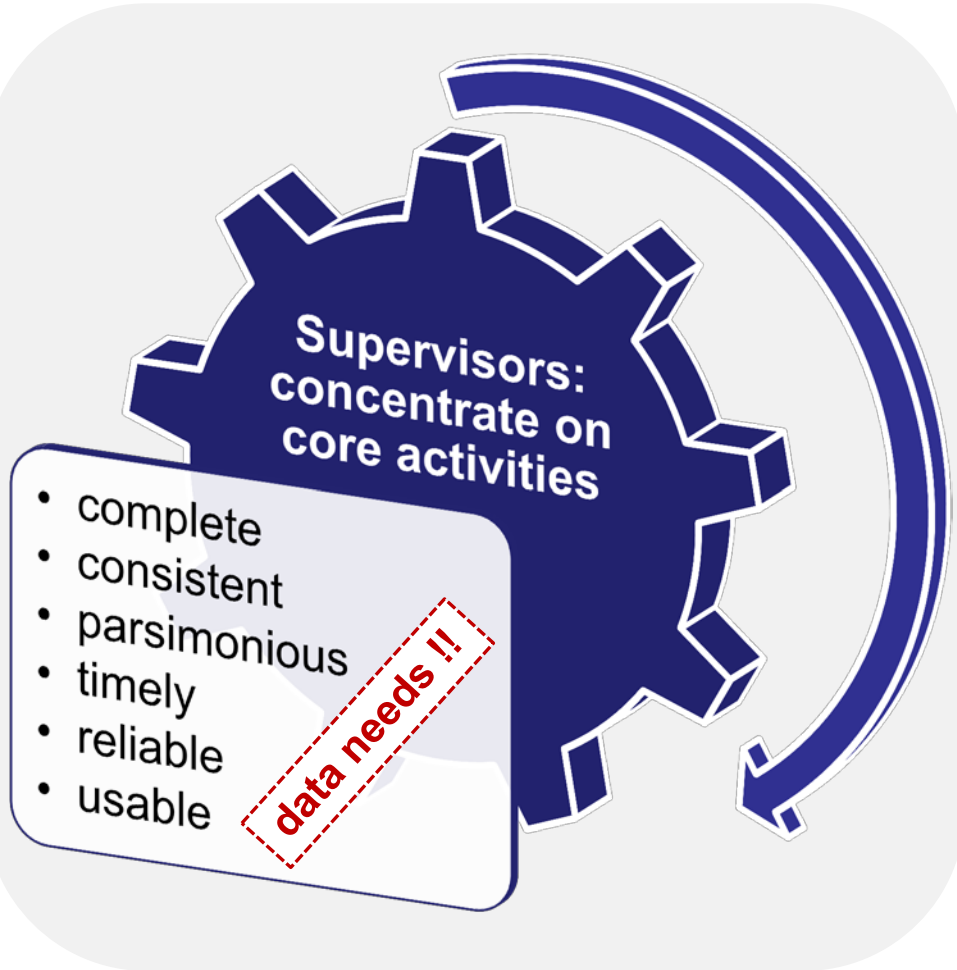 Supervisors:
concentrate on
core activities
• complete
• consistent
• parsimonious
• timely
• reliable
• usable
data needs !!